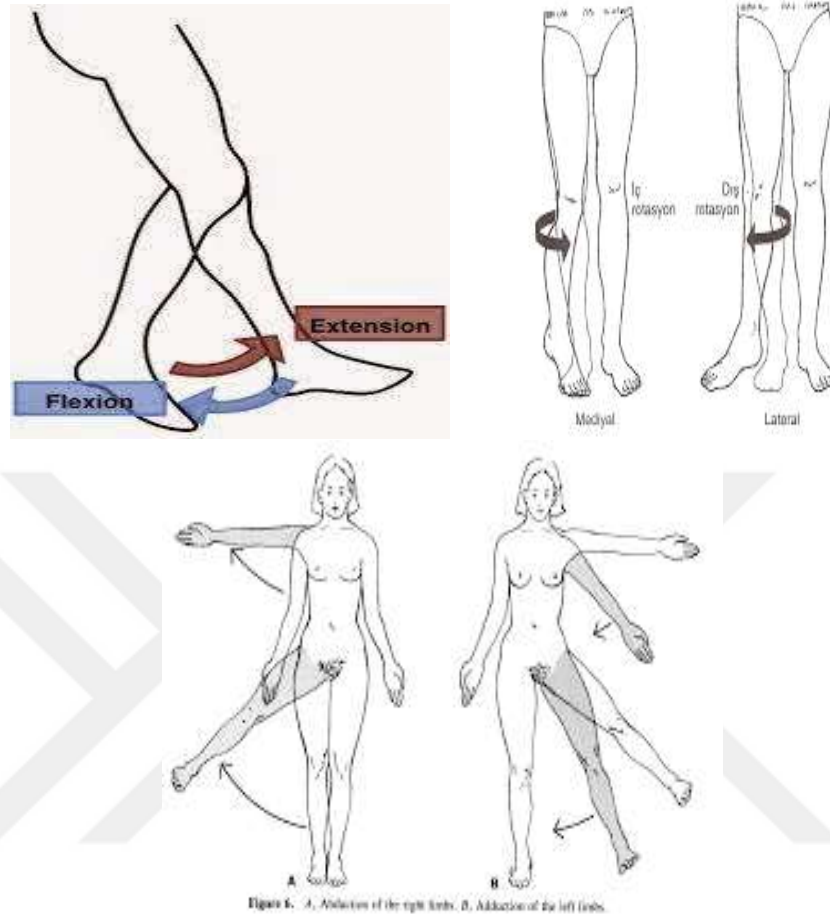 Extension
Flexion
İç
rotasyon
Dış
rotasyon
Mediyal
Lateral
A
B
Figure 6. A, Abduction of the right limbs. B, Adduction of the left limbs.